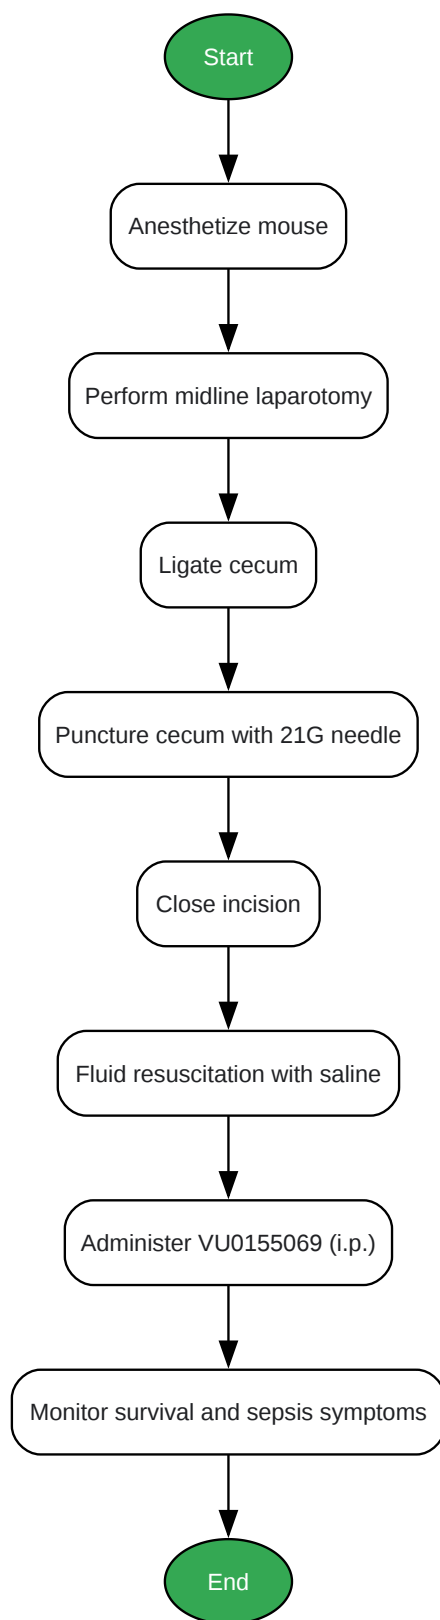 Start
Anesthetize mouse
Perform midline laparotomy
Ligate cecum
Puncture cecum with 21G needle
Close incision
Fluid resuscitation with saline
Administer VU0155069 (i.p.)
Monitor survival and sepsis symptoms
End